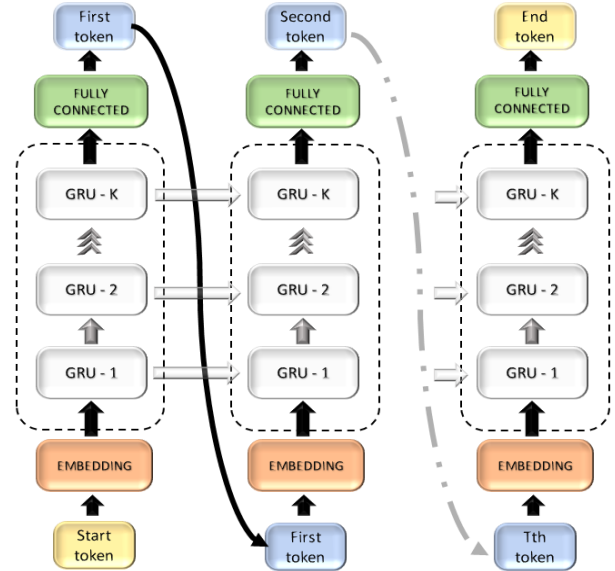 First
token
FULLY
CONNECTED
GRU - K
GRU - 2
GRU - 1
EMBEDDING
Start
token
Second
token
FULLY
CONNECTED
GRU - K
GRU - 2
GRU - 1
EMBEDDING
First
token
End
token
FULLY
CONNECTED
GRU - K
GRU - 2
GRU - 1
EMBEDDING
Tth
token